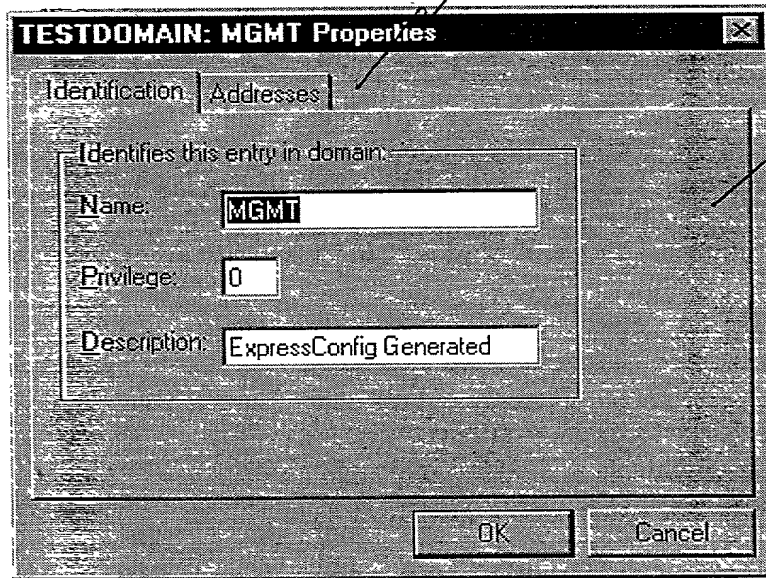 TESTDOMAIN: MGMT Properties
Identification
Addresses
Identifies this entry in domain:
Name: MGMT
Privilege: 0
Description: ExpressConfig Generated
OK
Cancel